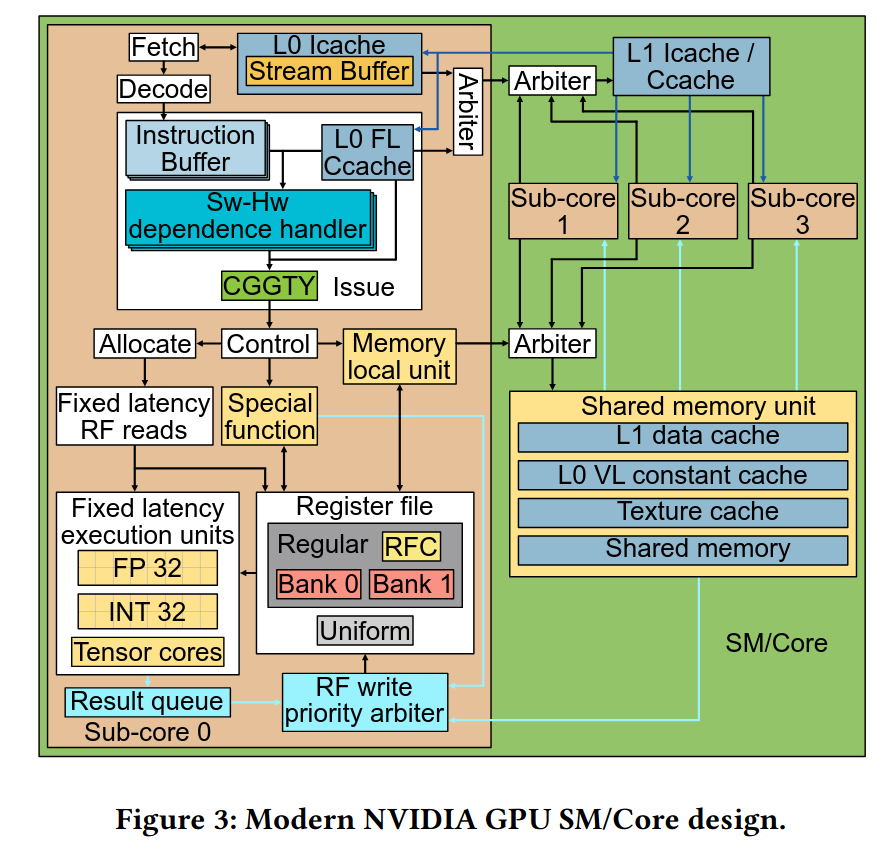 Fetch
L0 Icache
Stream Buffer
Decode
Arbiter
Arbiter
L1 Icache /
Ccache
Instruction
Buffer
L0 FL
Ccache
Sw-Hw
dependence handler
CGGTY
Issue
Sub-core
1
Sub-core
2
Sub-core
3
Allocate
Control
Memory
local unit
Arbiter
Fixed latency
RF reads
Special
function
Shared memory unit
L1 data cache
L0 VL constant cache
Texture cache
Shared memory
Fixed latency
execution units
FP 32
INT 32
Tensor cores
Register file
Regular
RFC
Bank 0
Bank 1
Uniform
Result queue
RF write
priority arbiter
Sub-core 0
SM/Core
Figure 3: Modern NVIDIA GPU SM/Core design.